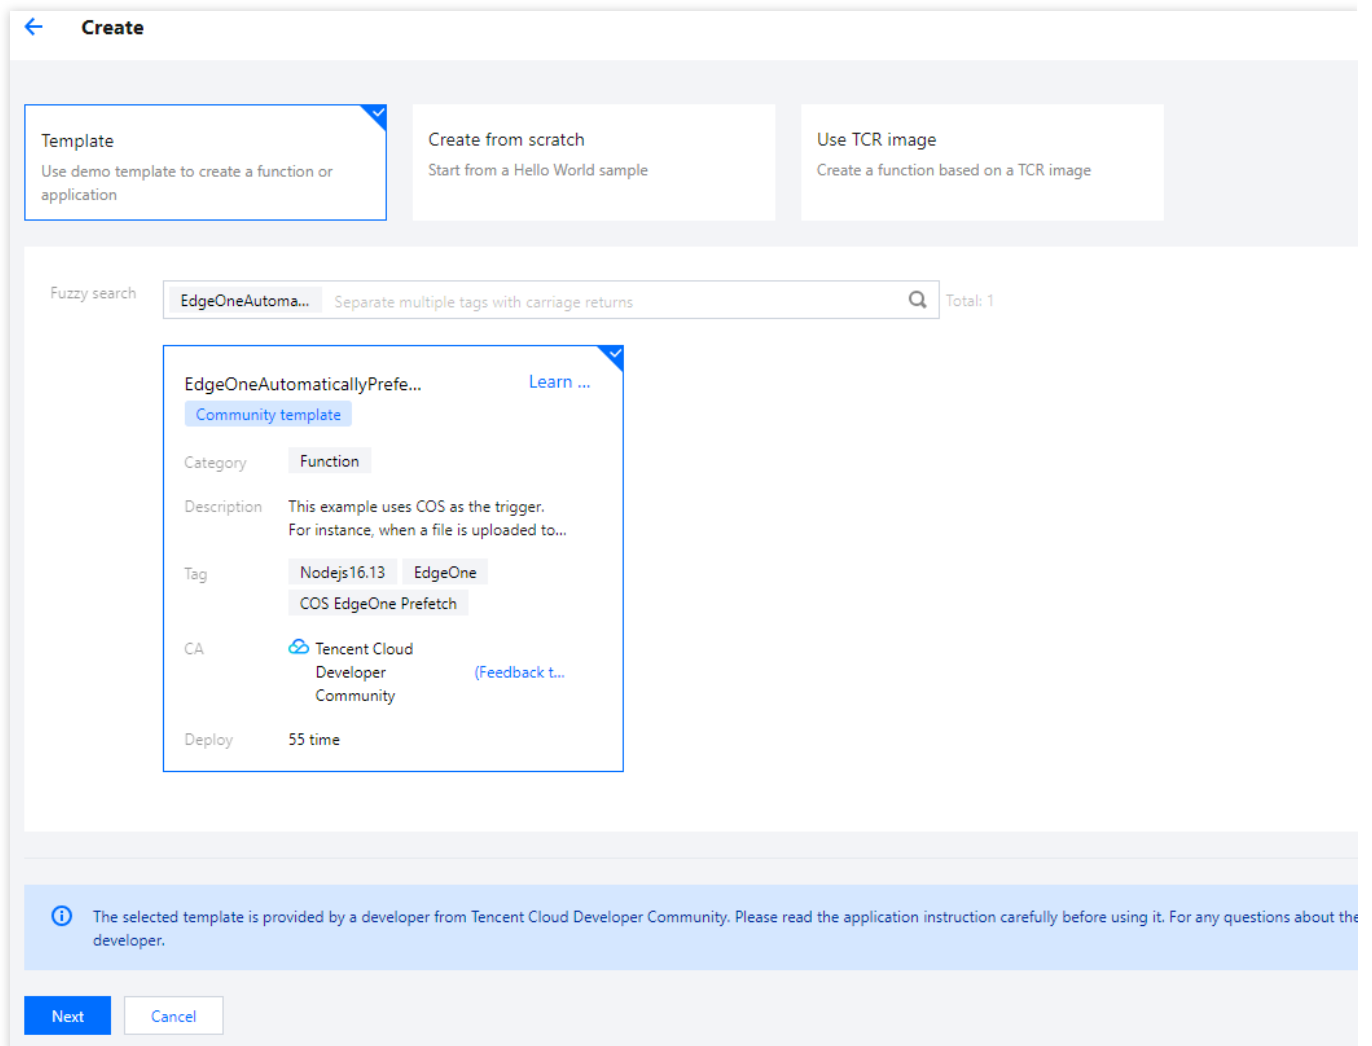 Create
Template
Use demo template to create a function or
application
Create from scratch
Start from a Hello World sample
Use TCR image
Create a function based on a TCR image
Fuzzy search
EdgeOneAutoma...
Separate multiple tags with carriage returns
Total: 1
EdgeOneAutomaticallyPrefe...
Learn ...
Community template
Category
Function
Description
This example uses COS as the trigger.
For instance, when a file is uploaded to...
Tag
Nodejs16.13
EdgeOne
COS EdgeOne Prefetch
CA
Tencent Cloud
Developer
Community
(Feedback t...
Deploy
55 time
The selected template is provided by a developer from Tencent Cloud Developer Community. Please read the application instruction carefully before using it. For any questions about the
developer.
Next
Cancel